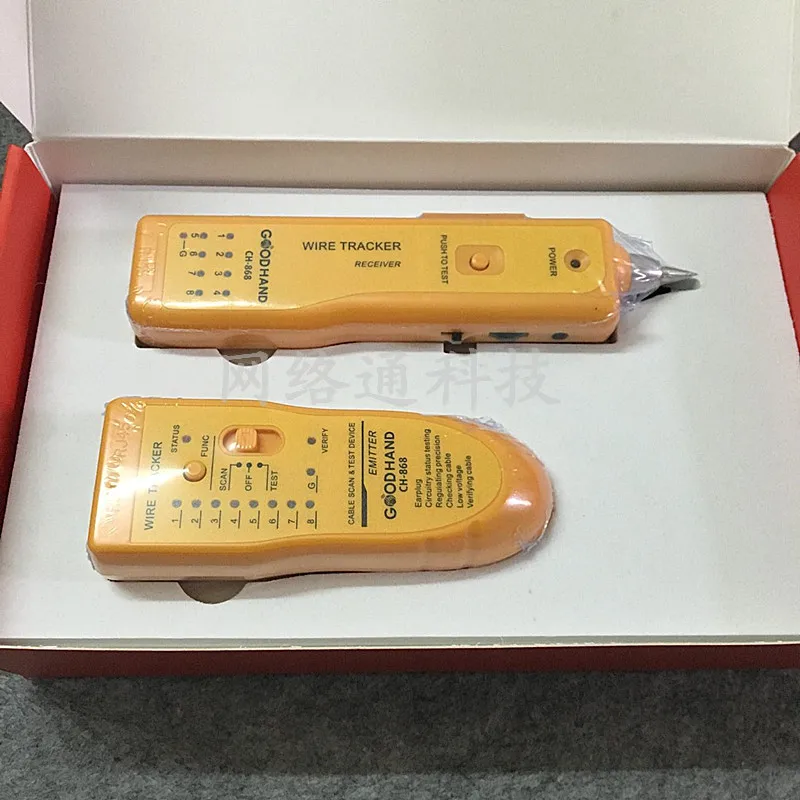 GOODHAND
CH-868
WIRE TRACKER
RECEIVER
PUSH TO TEST
POWER
1
2
3
4
5
6
7
8
G
网络通科技
RJ45
WIRE TRACKER
STATUS
FUNC
SCAN
OFF
TEST
VERIFY
G
1
2
3
4
5
6
7
8
CABLE SCAN & TEST DEVICE
EMITTER
GOODHAND
CH-868
Earplug
Circuitry status testing
Regulating precision
Checking cable
Low voltage
Verifying cable